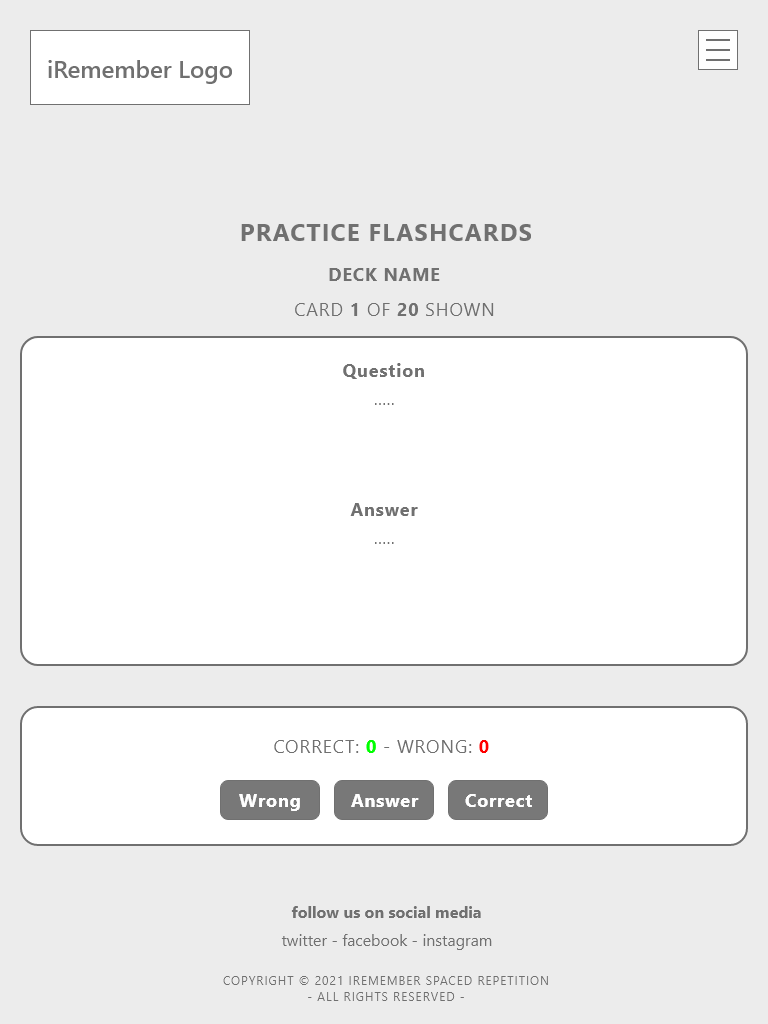 iRemember Logo
PRACTICE FLASHCARDS
DECK NAME
CARD 1 OF 20 SHOWN
Question
.....
Answer
.....
CORRECT: 0 - WRONG: 0
Wrong Answer Correct
follow us on social media
twitter - facebook - instagram
COPYRIGHT © 2021 IREMEMBER SPACED REPETITION
- ALL RIGHTS RESERVED -